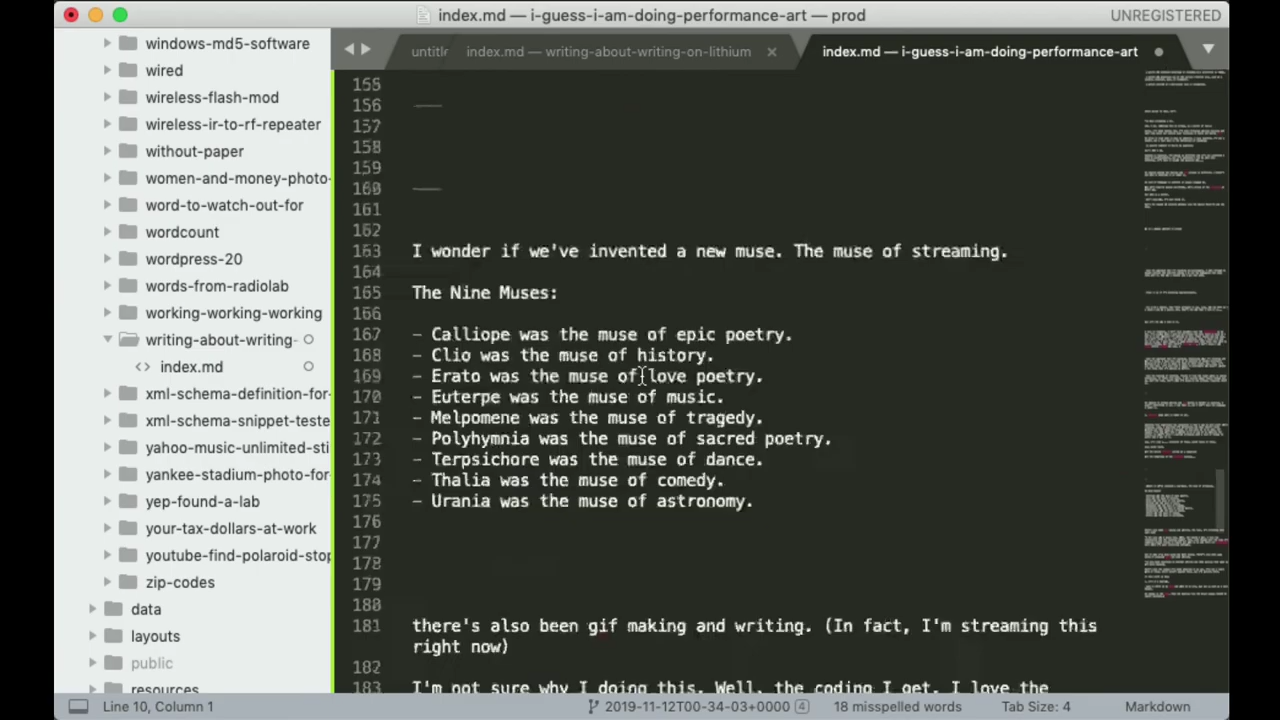 index.md — i-guess-i-am-doing-performance-art — prod
UNREGISTERED
untitle
index.md — writing-about-writing-on-lithium
index.md — i-guess-i-am-doing-performance-art
windows-md5-software
wired
wireless-flash-mod
wireless-ir-to-rf-repeater
without-paper
women-and-money-photo-
word-to-watch-out-for
wordcount
wordpress-20
words-from-radiolab
working-working-working
writing-about-writing-
index.md
xml-schema-definition-for-
xml-schema-snippet-teste
yahoo-music-unlimited-sti
yankee-stadium-photo-for-
yep-found-a-lab
your-tax-dollars-at-work
youtube-find-polaroid-stop
zip-codes
data
layouts
public
resources
155
156 ——
157
158
159
160 ——
161
162
163 I wonder if we've invented a new muse. The muse of streaming.
164
165 The Nine Muses:
166
167 - Calliope was the muse of epic poetry.
168 - Clio was the muse of history.
169 - Erato was the muse of love poetry.
170 - Euterpe was the muse of music.
171 - Melpomene was the muse of tragedy.
172 - Polyhymnia was the muse of sacred poetry.
173 - Terpsichore was the muse of dance.
174 - Thalia was the muse of comedy.
175 - Urania was the muse of astronomy.
176
177
178
179
180
181 there's also been gif making and writing. (In fact, I'm streaming this
right now)
182
183 I'm not sure why I doing this. Well, the coding I get. I love the
Line 10, Column 1
2019-11-12T00-34-03+0000 4
18 misspelled words
Tab Size: 4
Markdown